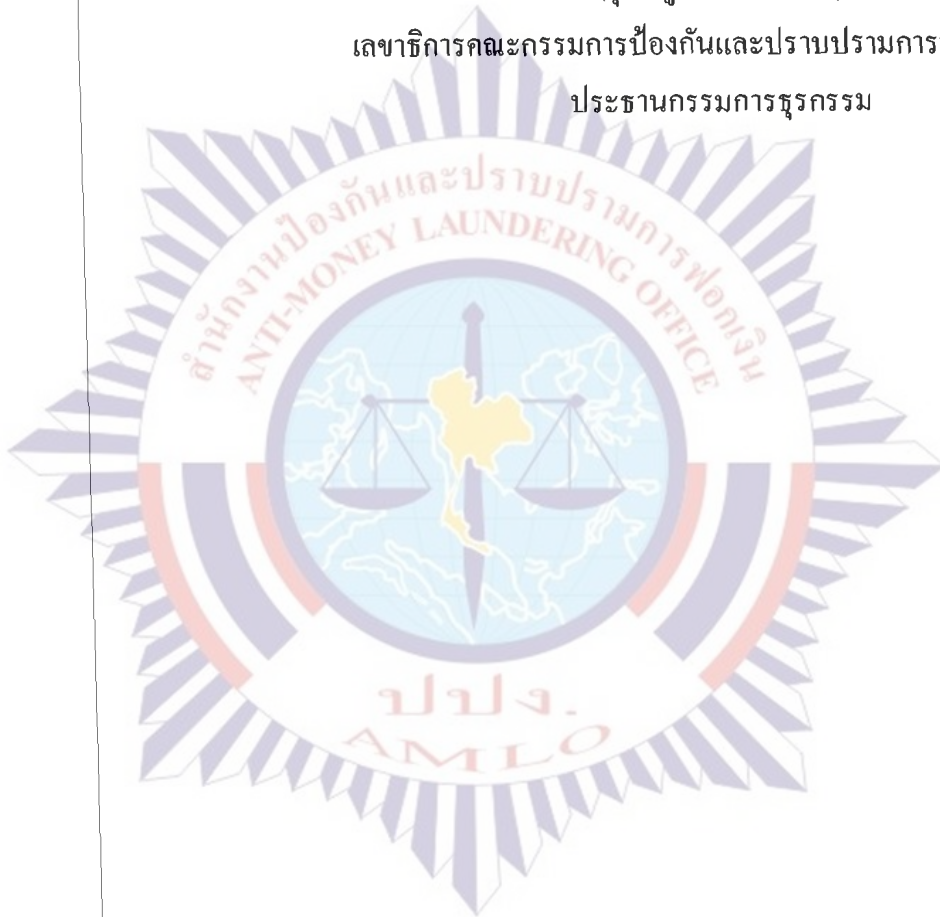 เลขาธิการคณะกรรมการป้องกันและปราบปรามการ
ประธานกรรมการธุรกรรม
สำนักงานป้องกันและปราบปรามการฟอกเงิน
ANTI-MONEY LAUNDERING OFFICE
ปปง.
AMLO